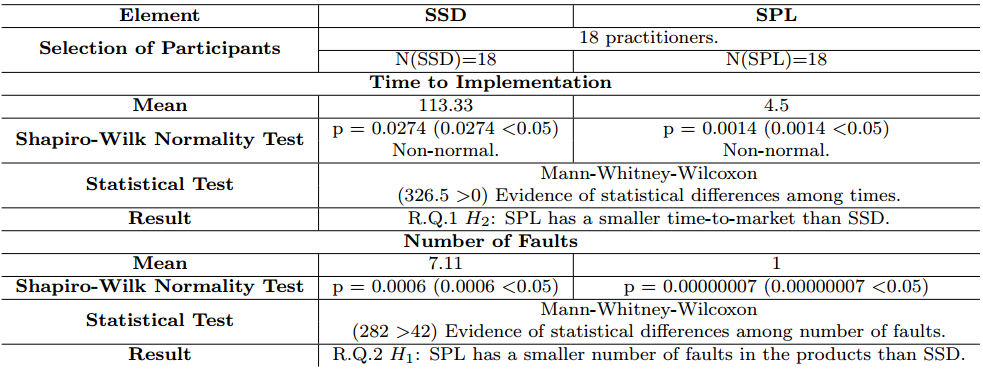 Element SSD SPL
Selection of Participants 18 practitioners.
N(SSD)=18 N(SPL)=18
Time to Implementation
Mean 113.33 4.5
Shapiro-Wilk Normality Test p = 0.0274 (0.0274 <0.05) p = 0.0014 (0.0014 <0.05)
Non-normal. Non-normal.
Statistical Test Mann-Whitney-Wilcoxon
(326.5 >0) Evidence of statistical differences among times.
Result R.Q.1 H2: SPL has a smaller time-to-market than SSD.
Number of Faults
Mean 7.11 1
Shapiro-Wilk Normality Test p = 0.0006 (0.0006 <0.05) p = 0.00000007 (0.00000007 <0.05)
Statistical Test Mann-Whitney-Wilcoxon
(282 >42) Evidence of statistical differences among number of faults.
Result R.Q.2 H1: SPL has a smaller number of faults in the products than SSD.